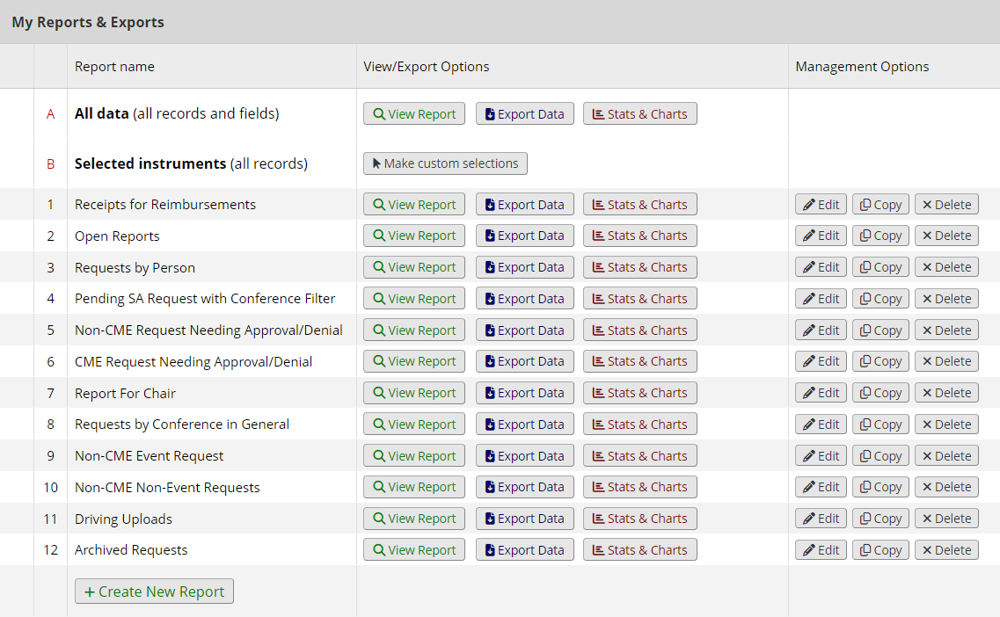 My Reports & Exports
Report name View/Export Options Management Options
A All data (all records and fields) View Report Export Data Stats & Charts
B Selected instruments (all records) Make custom selections
1 Receipts for Reimbursements View Report Export Data Stats & Charts Edit Copy Delete
2 Open Reports View Report Export Data Stats & Charts Edit Copy Delete
3 Requests by Person View Report Export Data Stats & Charts Edit Copy Delete
4 Pending SA Request with Conference Filter View Report Export Data Stats & Charts Edit Copy Delete
5 Non-CME Request Needing Approval/Denial View Report Export Data Stats & Charts Edit Copy Delete
6 CME Request Needing Approval/Denial View Report Export Data Stats & Charts Edit Copy Delete
7 Report For Chair View Report Export Data Stats & Charts Edit Copy Delete
8 Requests by Conference in General View Report Export Data Stats & Charts Edit Copy Delete
9 Non-CME Event Request View Report Export Data Stats & Charts Edit Copy Delete
10 Non-CME Non-Event Requests View Report Export Data Stats & Charts Edit Copy Delete
11 Driving Uploads View Report Export Data Stats & Charts Edit Copy Delete
12 Archived Requests View Report Export Data Stats & Charts Edit Copy Delete
+ Create New Report